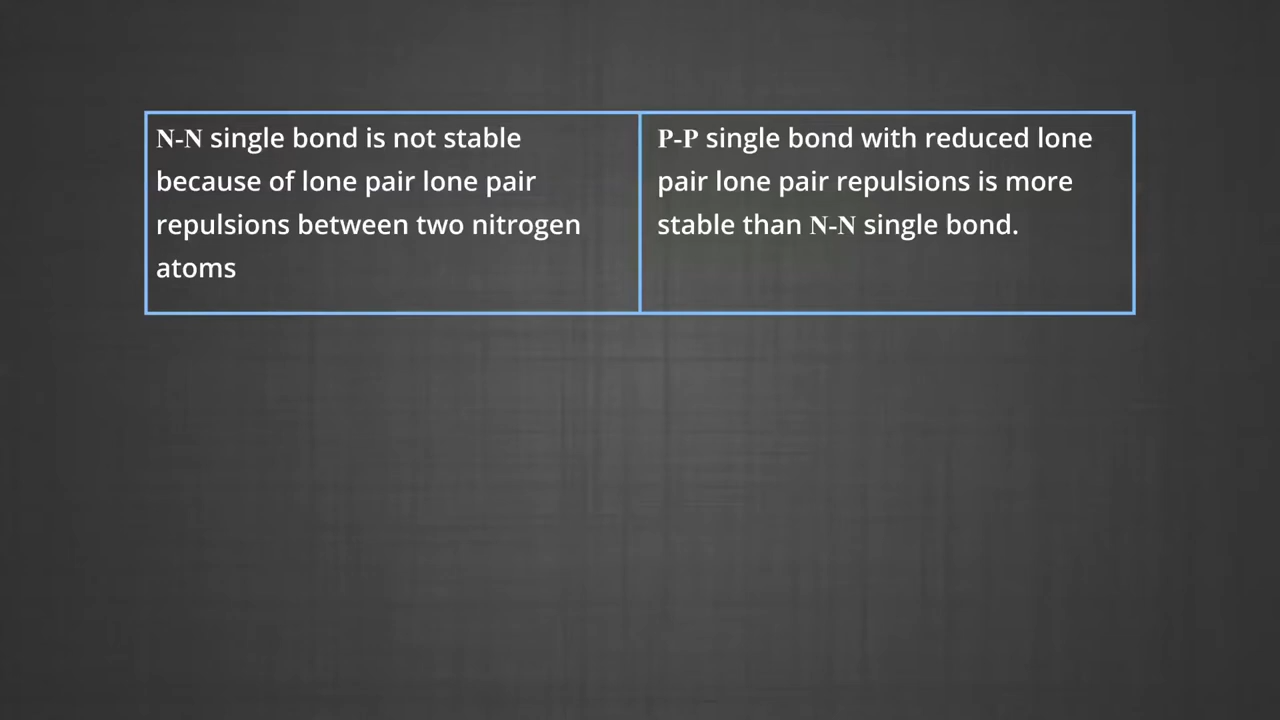 N-N single bond is not stable
because of lone pair lone pair
repulsions between two nitrogen
atoms
P-P single bond with reduced lone
pair lone pair repulsions is more
stable than N-N single bond.